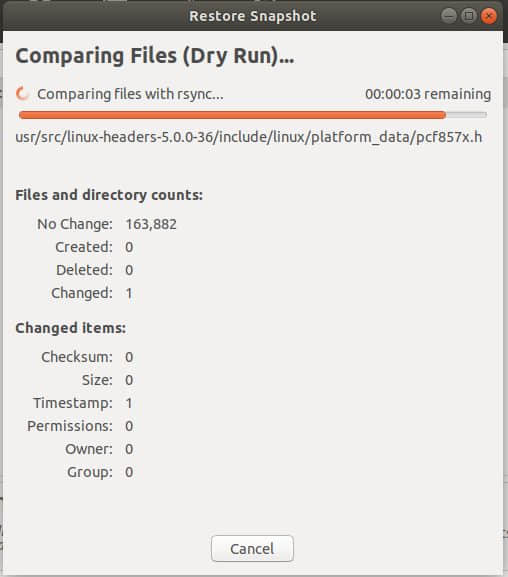 Restore Snapshot
Comparing Files (Dry Run)...
Comparing files with rsync... 00:00:03 remaining
usr/src/linux-headers-5.0.0-36/include/linux/platform_data/pcf857x.h
Files and directory counts:
No Change: 163,882
Created: 0
Deleted: 0
Changed: 1
Changed items:
Checksum: 0
Size: 0
Timestamp: 1
Permissions: 0
Owner: 0
Group: 0
Cancel